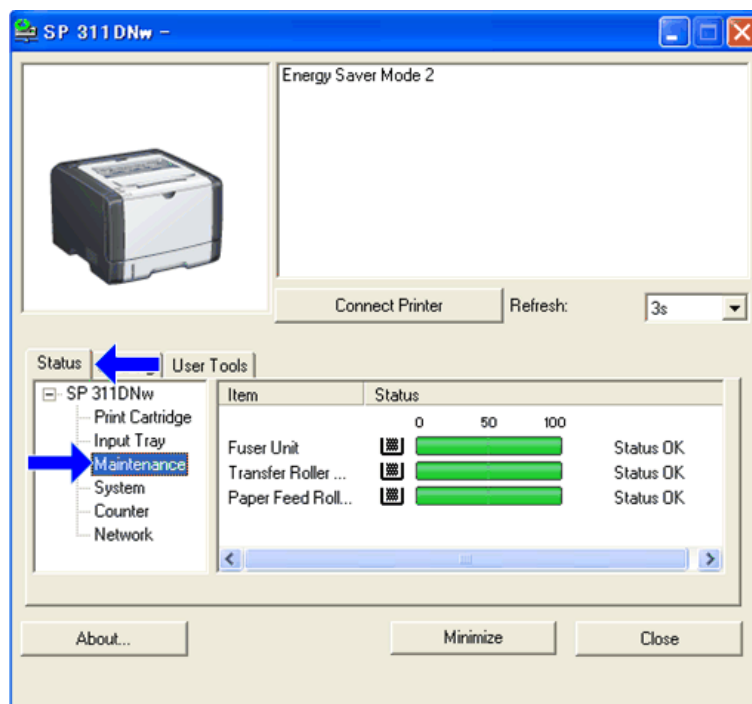 SP 311DNw -
Energy Saver Mode 2
Connect Printer
Refresh:
3s
Status
User Tools
SP 311DNw
Print Cartridge
Input Tray
Maintenance
System
Counter
Network
Item Status
0 50 100
Fuser Unit Status OK
Transfer Roller ... Status OK
Paper Feed Roll... Status OK
About...
Minimize
Close